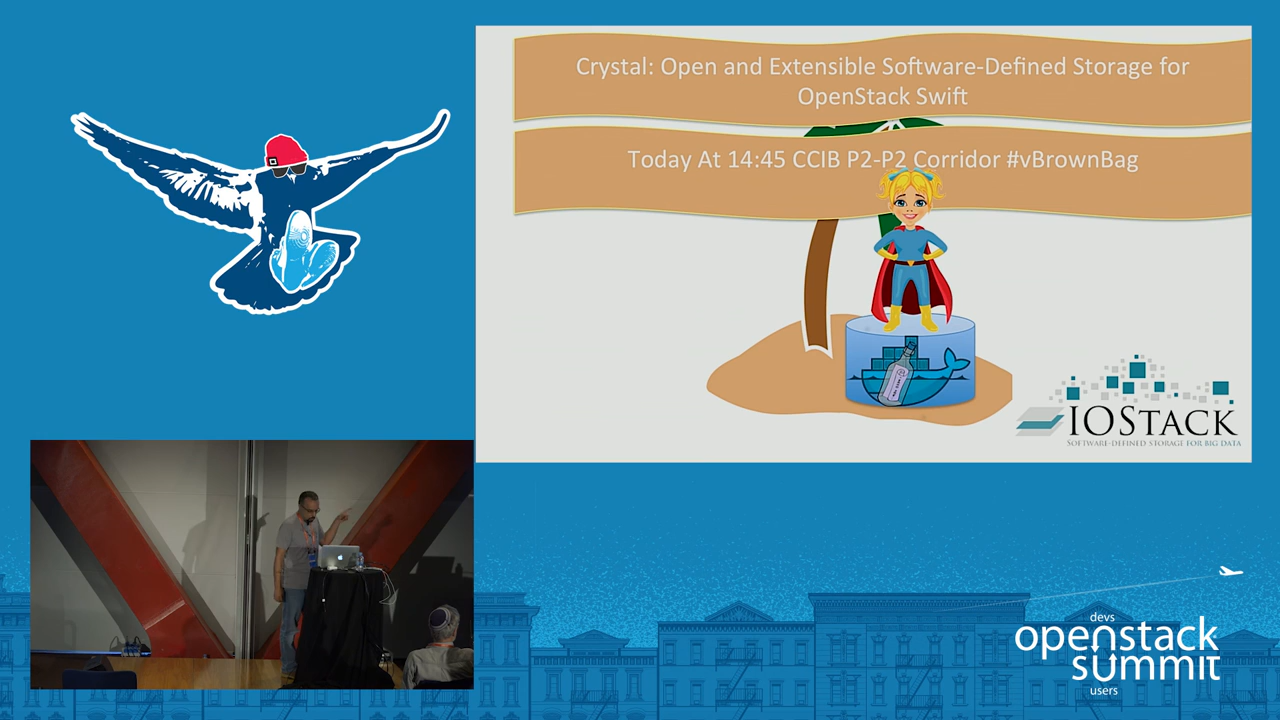 Crystal: Open and Extensible Software-Defined Storage for
OpenStack Swift
Today At 14:45 CCIB P2-P2 Corridor #vBrownBag
IOSTACK
SOFTWARE-DEFINED STORAGE FOR BIG DATA
devs
openstack
summit
users